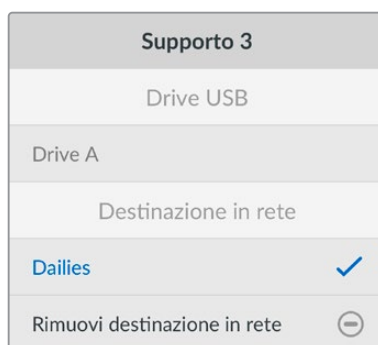 Supporto 3
Drive USB
Drive A
Destinazione in rete
Dailies
Rimuovi destinazione in rete